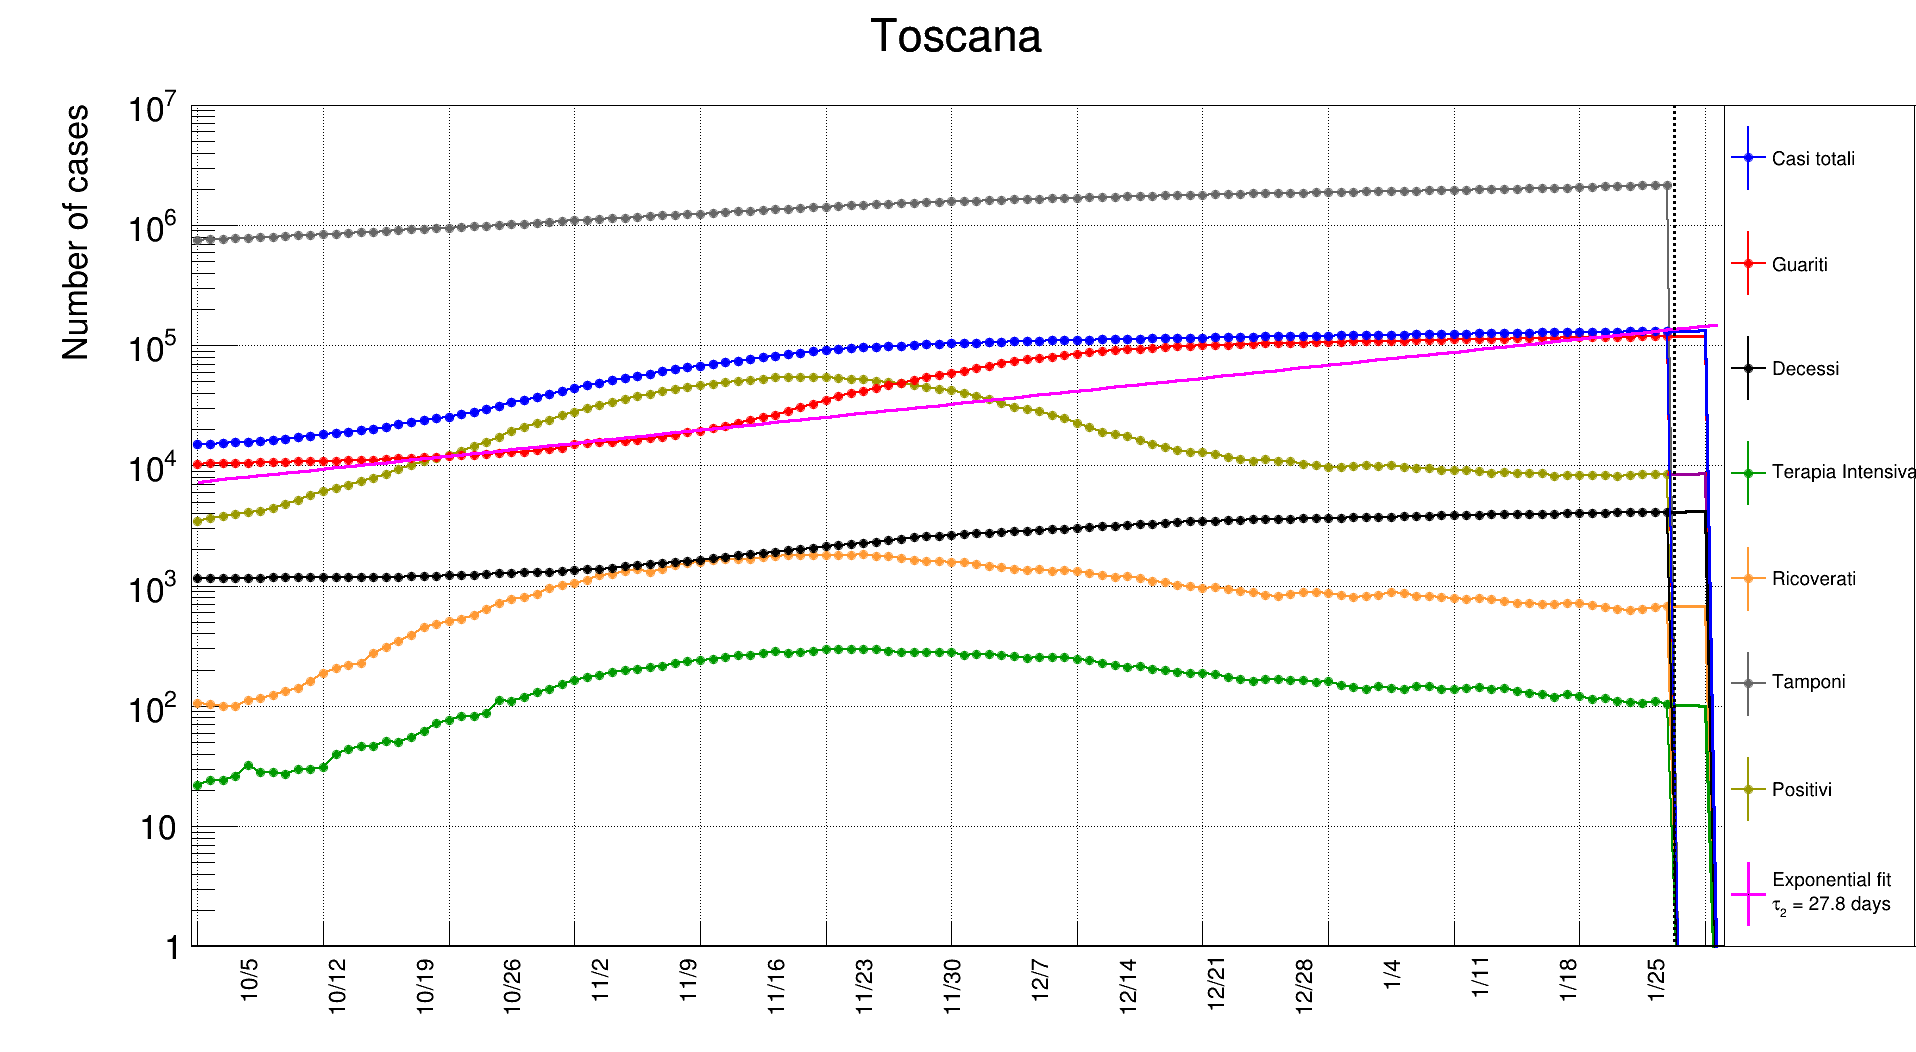 Toscana
Number of cases
10^7
10^6
10^5
10^4
10^3
10^2
10
1
10/5
10/12
10/19
10/26
11/2
11/9
11/16
11/23
11/30
12/7
12/14
12/21
12/28
1/4
1/11
1/18
1/25
Casi totali
Guariti
Decessi
Terapia Intensiva
Ricoverati
Tamponi
Positivi
Exponential fit
τ₂ = 27.8 days